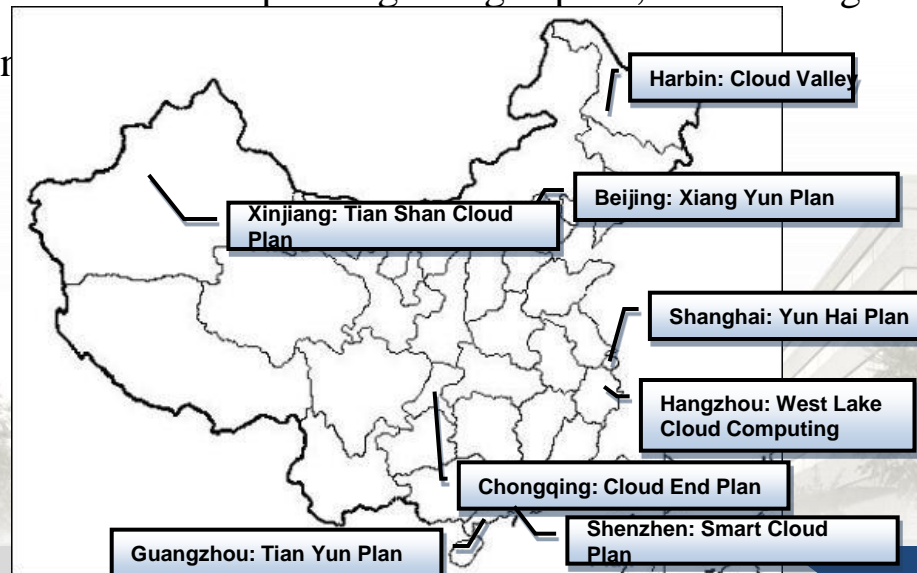 Harbin: Cloud Valley
Beijing: Xiang Yun Plan
Xinjiang: Tian Shan Cloud
Plan
Shanghai: Yun Hai Plan
Hangzhou: West Lake
Cloud Computing
Chongqing: Cloud End Plan
Shenzhen: Smart Cloud
Plan
Guangzhou: Tian Yun Plan